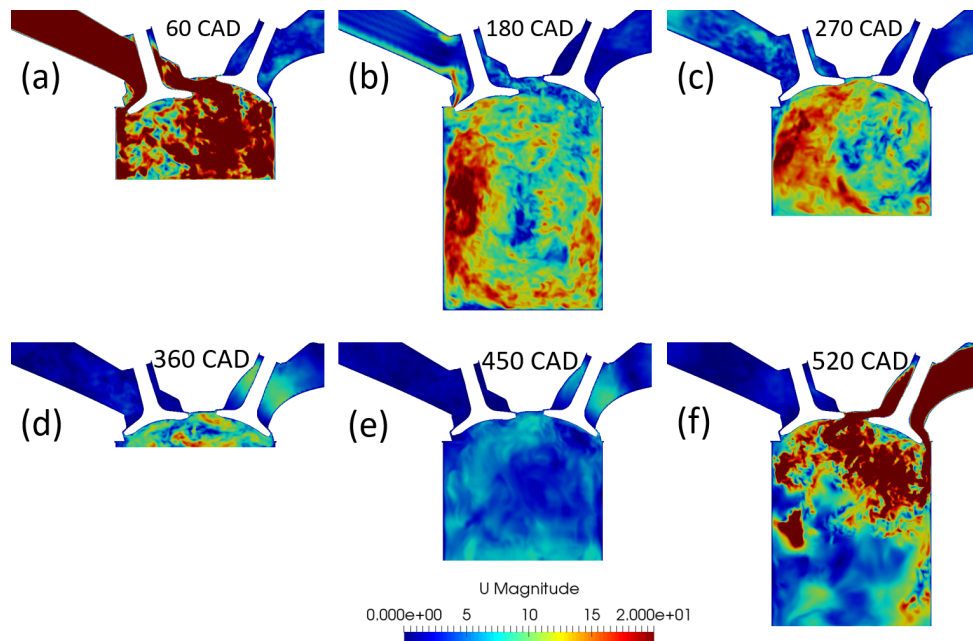 60 CAD
180 CAD
270 CAD
(a)
(b)
(c)
360 CAD
450 CAD
520 CAD
(d)
(e)
(f)
U Magnitude
0.000e+00 5 10 15 2.000e+01